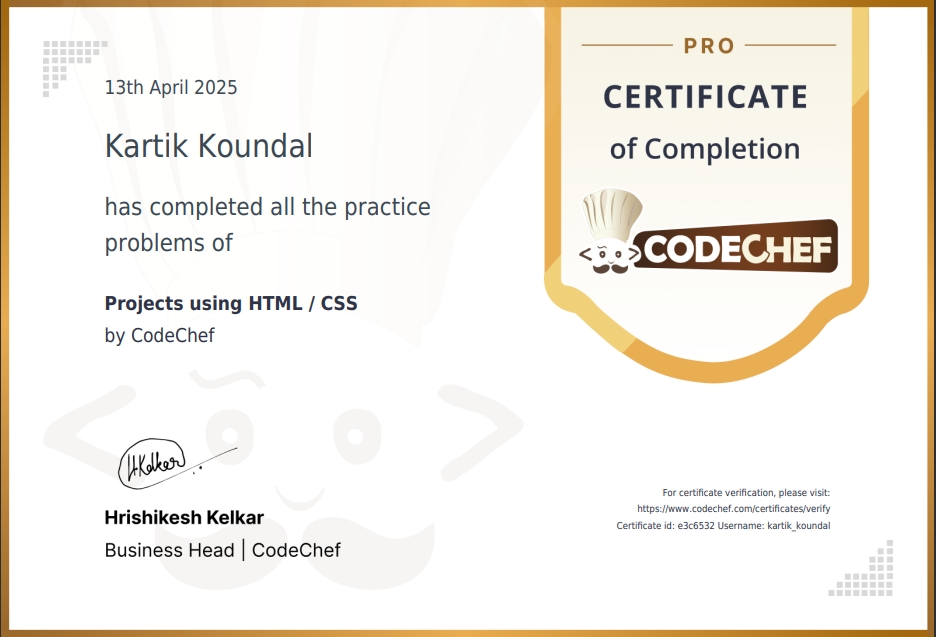 13th April 2025
Kartik Koundal
has completed all the practice
problems of
Projects using HTML / CSS
by CodeChef
PRO
CERTIFICATE
of Completion
CODECHEF
HKelkar
Hrishikesh Kelkar
Business Head | CodeChef
For certificate verification, please visit:
https://www.codechef.com/certificates/verify
Certificate id: e3c6532 Username: kartik_koundal